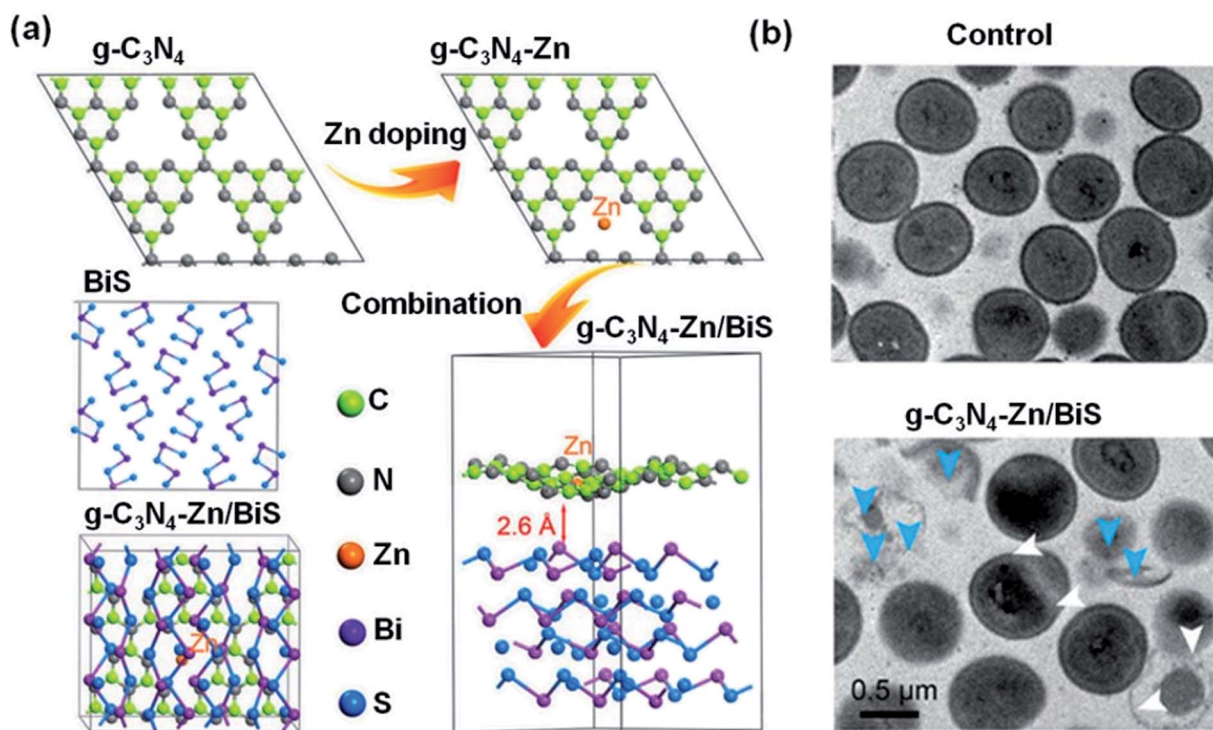 (a)
g-C₃N₄
g-C₃N₄-Zn
Zn doping
Zn
BiS
Combination
g-C₃N₄-Zn/BiS
C
N
Zn
Bi
S
Zn
2.6 Å
g-C₃N₄-Zn/BiS
Zn
(b)
Control
g-C₃N₄-Zn/BiS
0.5 µm